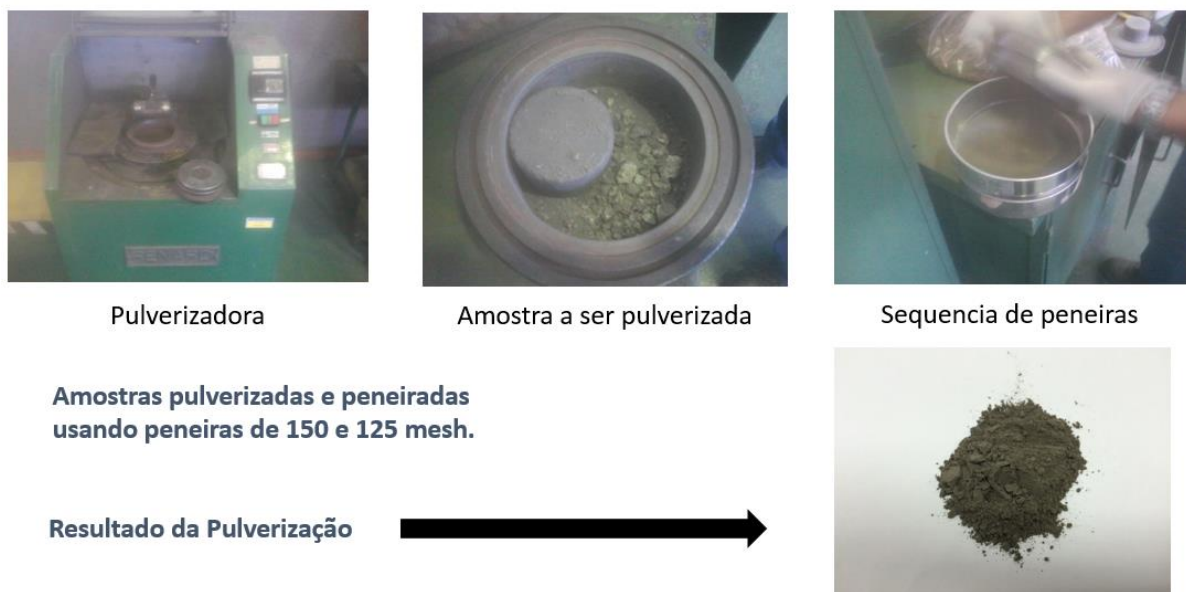 Pulverizadora
Amostra a ser pulverizada
Sequencia de peneiras
Amostras pulverizadas e peneiradas
usando peneiras de 150 e 125 mesh.
Resultado da Pulverização